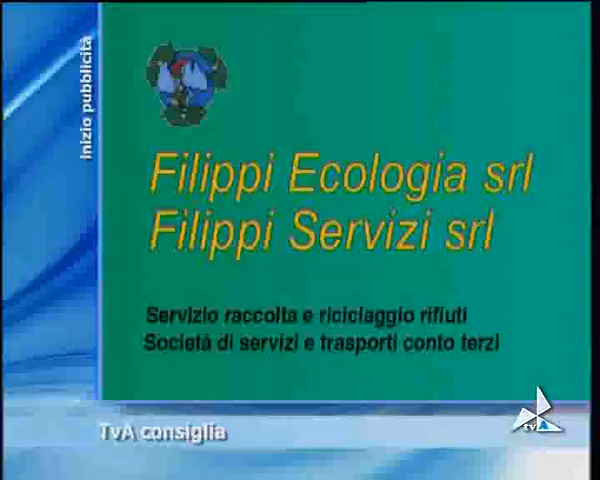 inizio pubblicità
Filippi Ecologia srl
Filippi Servizi srl
Servizio raccolta e riciclaggio rifiuti
Società di servizi e trasporti conto terzi
TvA consiglia
tvA